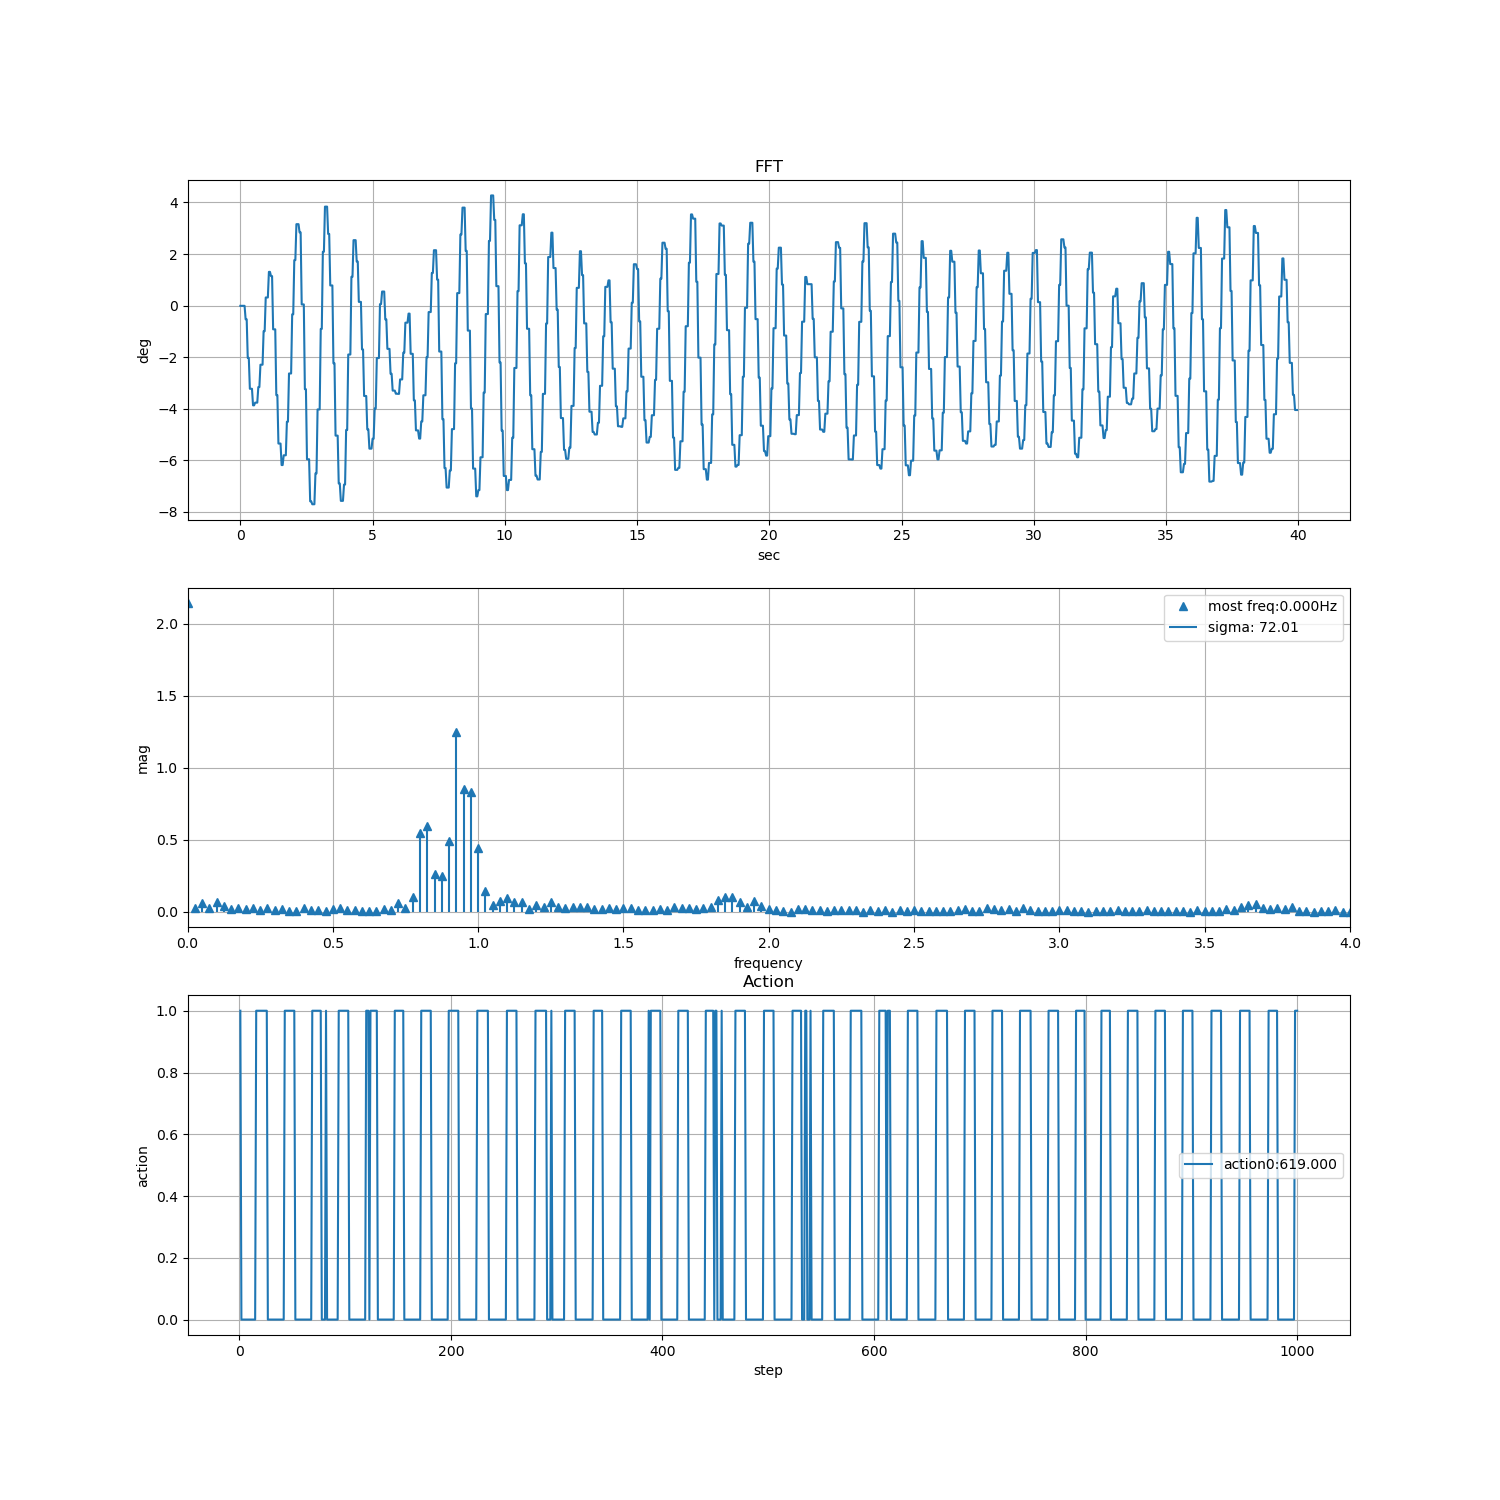 FFT
4
2
0
−2
−4
−6
−8
deg
0 5 10 15 20 25 30 35 40
sec
most freq:0.000Hz
sigma: 72.01
2.0
1.5
1.0
0.5
0.0
mag
0.0 0.5 1.0 1.5 2.0 2.5 3.0 3.5 4.0
frequency
Action
1.0
0.8
0.6
0.4
0.2
0.0
action
action0:619.000
0 200 400 600 800 1000
step